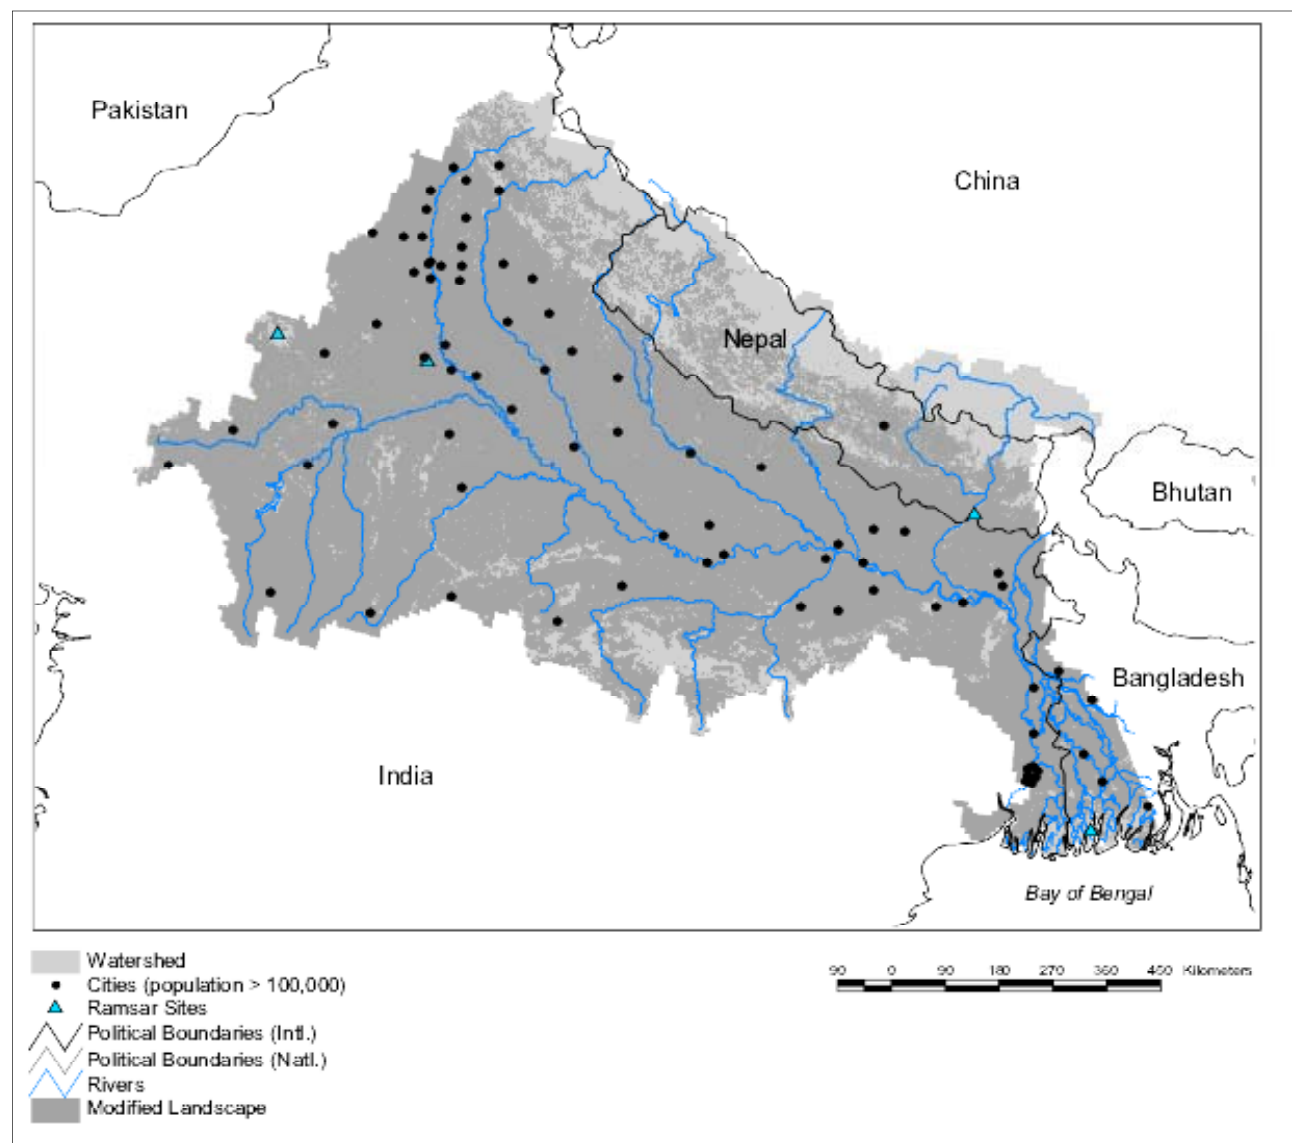 Pakistan
China
Nepal
Bhutan
Bangladesh
India
Bay of Bengal
Watershed
Cities (population > 100,000)
Ramsar Sites
Political Boundaries (Intl.)
Political Boundaries (Natl.)
Rivers
Modified Landscape
90 0 90 180 270 360 450 Kilometers